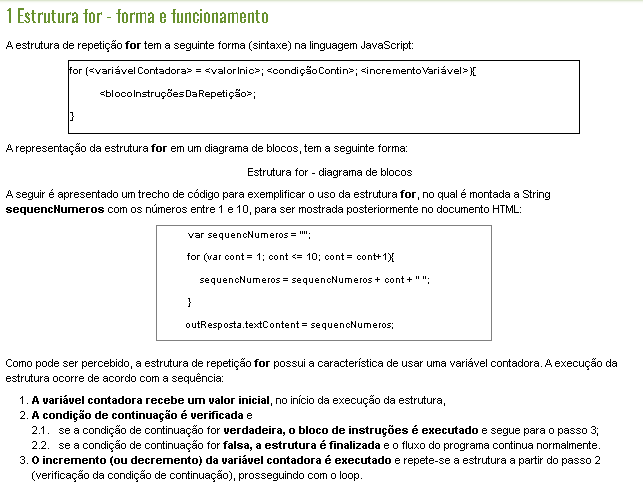 1 Estrutura for - forma e funcionamento
A estrutura de repetição for tem a seguinte forma (sintaxe) na linguagem JavaScript:
for (<variávelContadora> = <valorInic>; <condiçãoContin>; <incrementoVariável>){
<blocoInstruçõesDaRepetição>;
}
A representação da estrutura for em um diagrama de blocos, tem a seguinte forma:
Estrutura for - diagrama de blocos
A seguir é apresentado um trecho de código para exemplificar o uso da estrutura for, no qual é montada a String
sequencNumeros com os números entre 1 e 10, para ser mostrada posteriormente no documento HTML:
var sequencNumeros = "";
for (var cont = 1; cont <= 10; cont = cont+1){
sequencNumeros = sequencNumeros + cont + " ";
}
outResposta.textContent = sequencNumeros;
Como pode ser percebido, a estrutura de repetição for possui a característica de usar uma variável contadora. A execução da
estrutura ocorre de acordo com a sequência:
1. A variável contadora recebe um valor inicial, no início da execução da estrutura,
2. A condição de continuação é verificada e
2.1. se a condição de continuação for verdadeira, o bloco de instruções é executado e segue para o passo 3;
2.2. se a condição de continuação for falsa, a estrutura é finalizada e o fluxo do programa continua normalmente.
3. O incremento (ou decremento) da variável contadora é executado e repete-se a estrutura a partir do passo 2
(verificação da condição de continuação), prosseguindo com o loop.